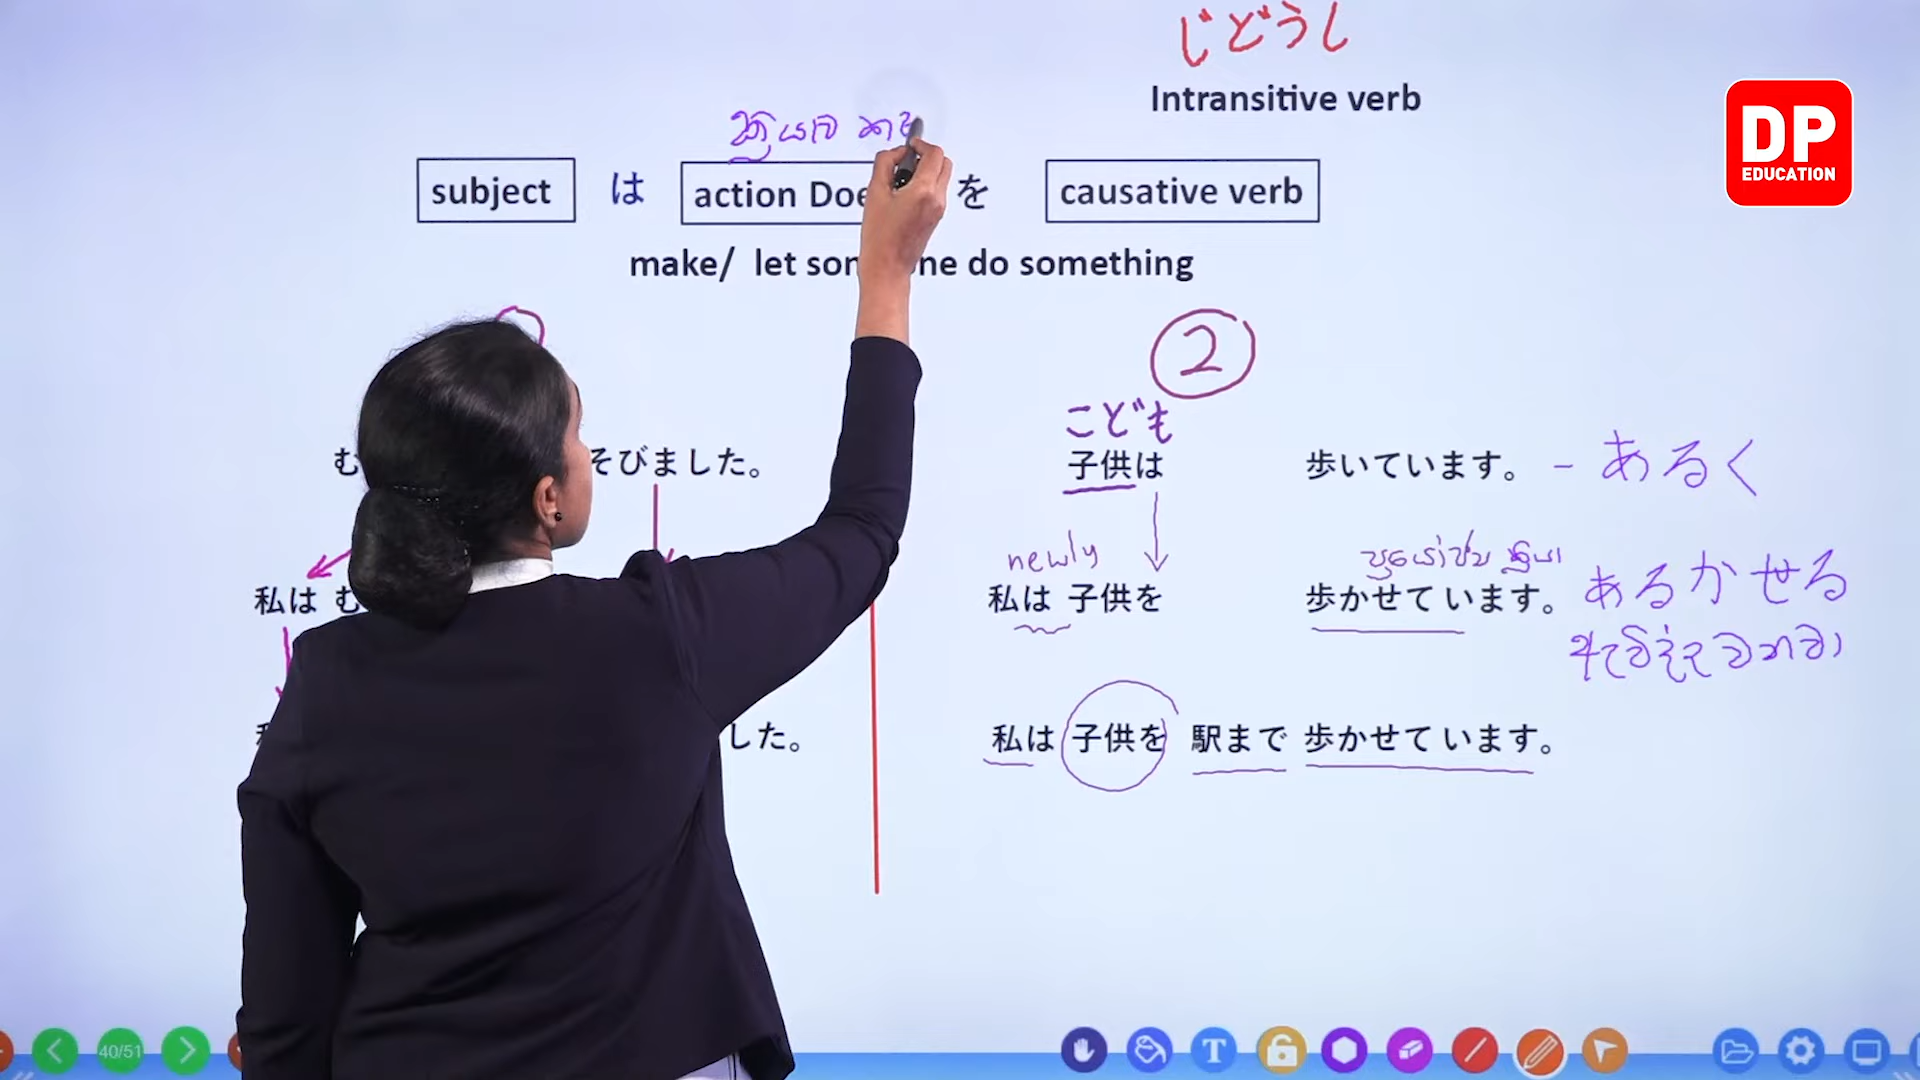 じどうし
Intransitive verb
DP
EDUCATION
ක්‍රියාව
subject は action Doe を causative verb
make/ let one do something
2
こども
そびました。
子供は 歩いています。 - あるく
newly ප්‍රයෝජ්‍ය ක්‍රියා
私は む
私は 子供を 歩かせています。 あるかせる
ඇවිද්දවනවා
した。
私は 子供を 駅まで 歩かせています。
40/51
T